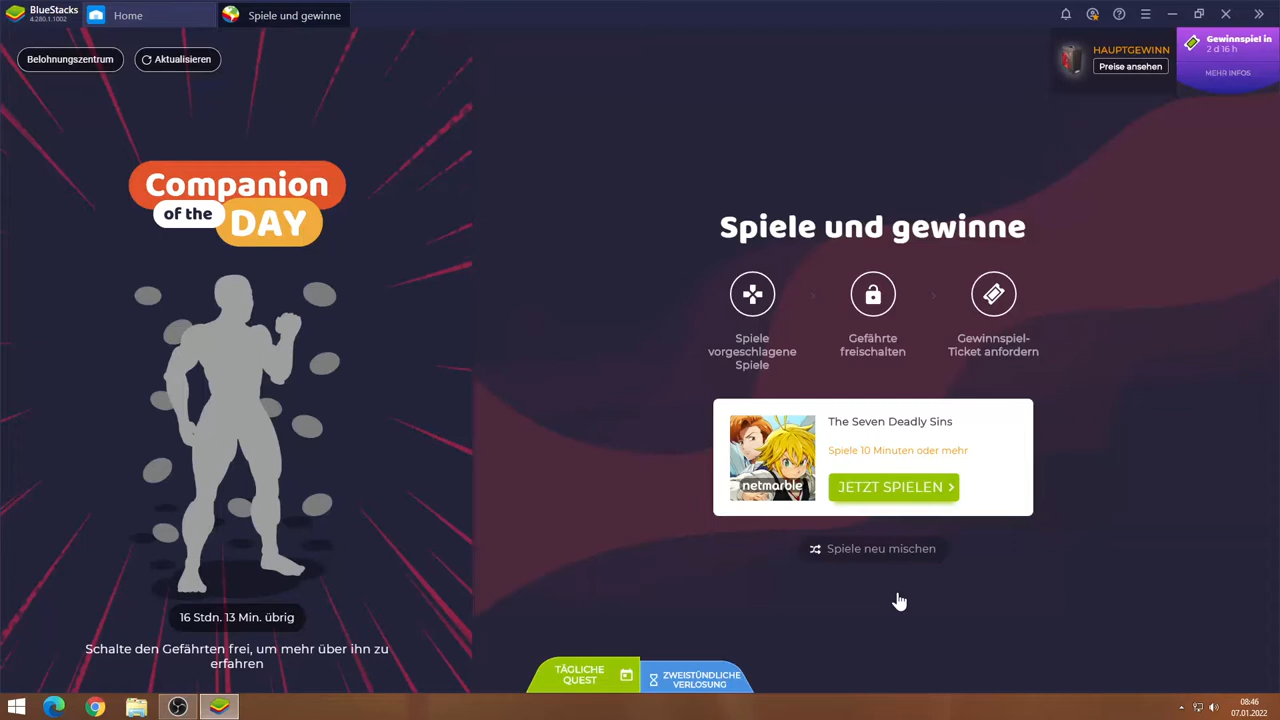 BlueStacks
4.280.1.1002
Home
Spiele und gewinne
Belohnungszentrum
Aktualisieren
HAUPTGEWINN
Preise ansehen
Gewinnspiel in
2 d 16 h
MEHR INFOS
Companion
of the
DAY
Spiele und gewinne
Spiele
vorgeschlagene
Spiele
Gefährte
freischalten
Gewinnspiel-
Ticket anfordern
netmarble
The Seven Deadly Sins
Spiele 10 Minuten oder mehr
JETZT SPIELEN
Spiele neu mischen
16 Stdn. 13 Min. übrig
Schalte den Gefährten frei, um mehr über ihn zu
erfahren
TÄGLICHE
QUEST
ZWEISTÜNDLICHE
VERLOSUNG
08:46
07.01.2022